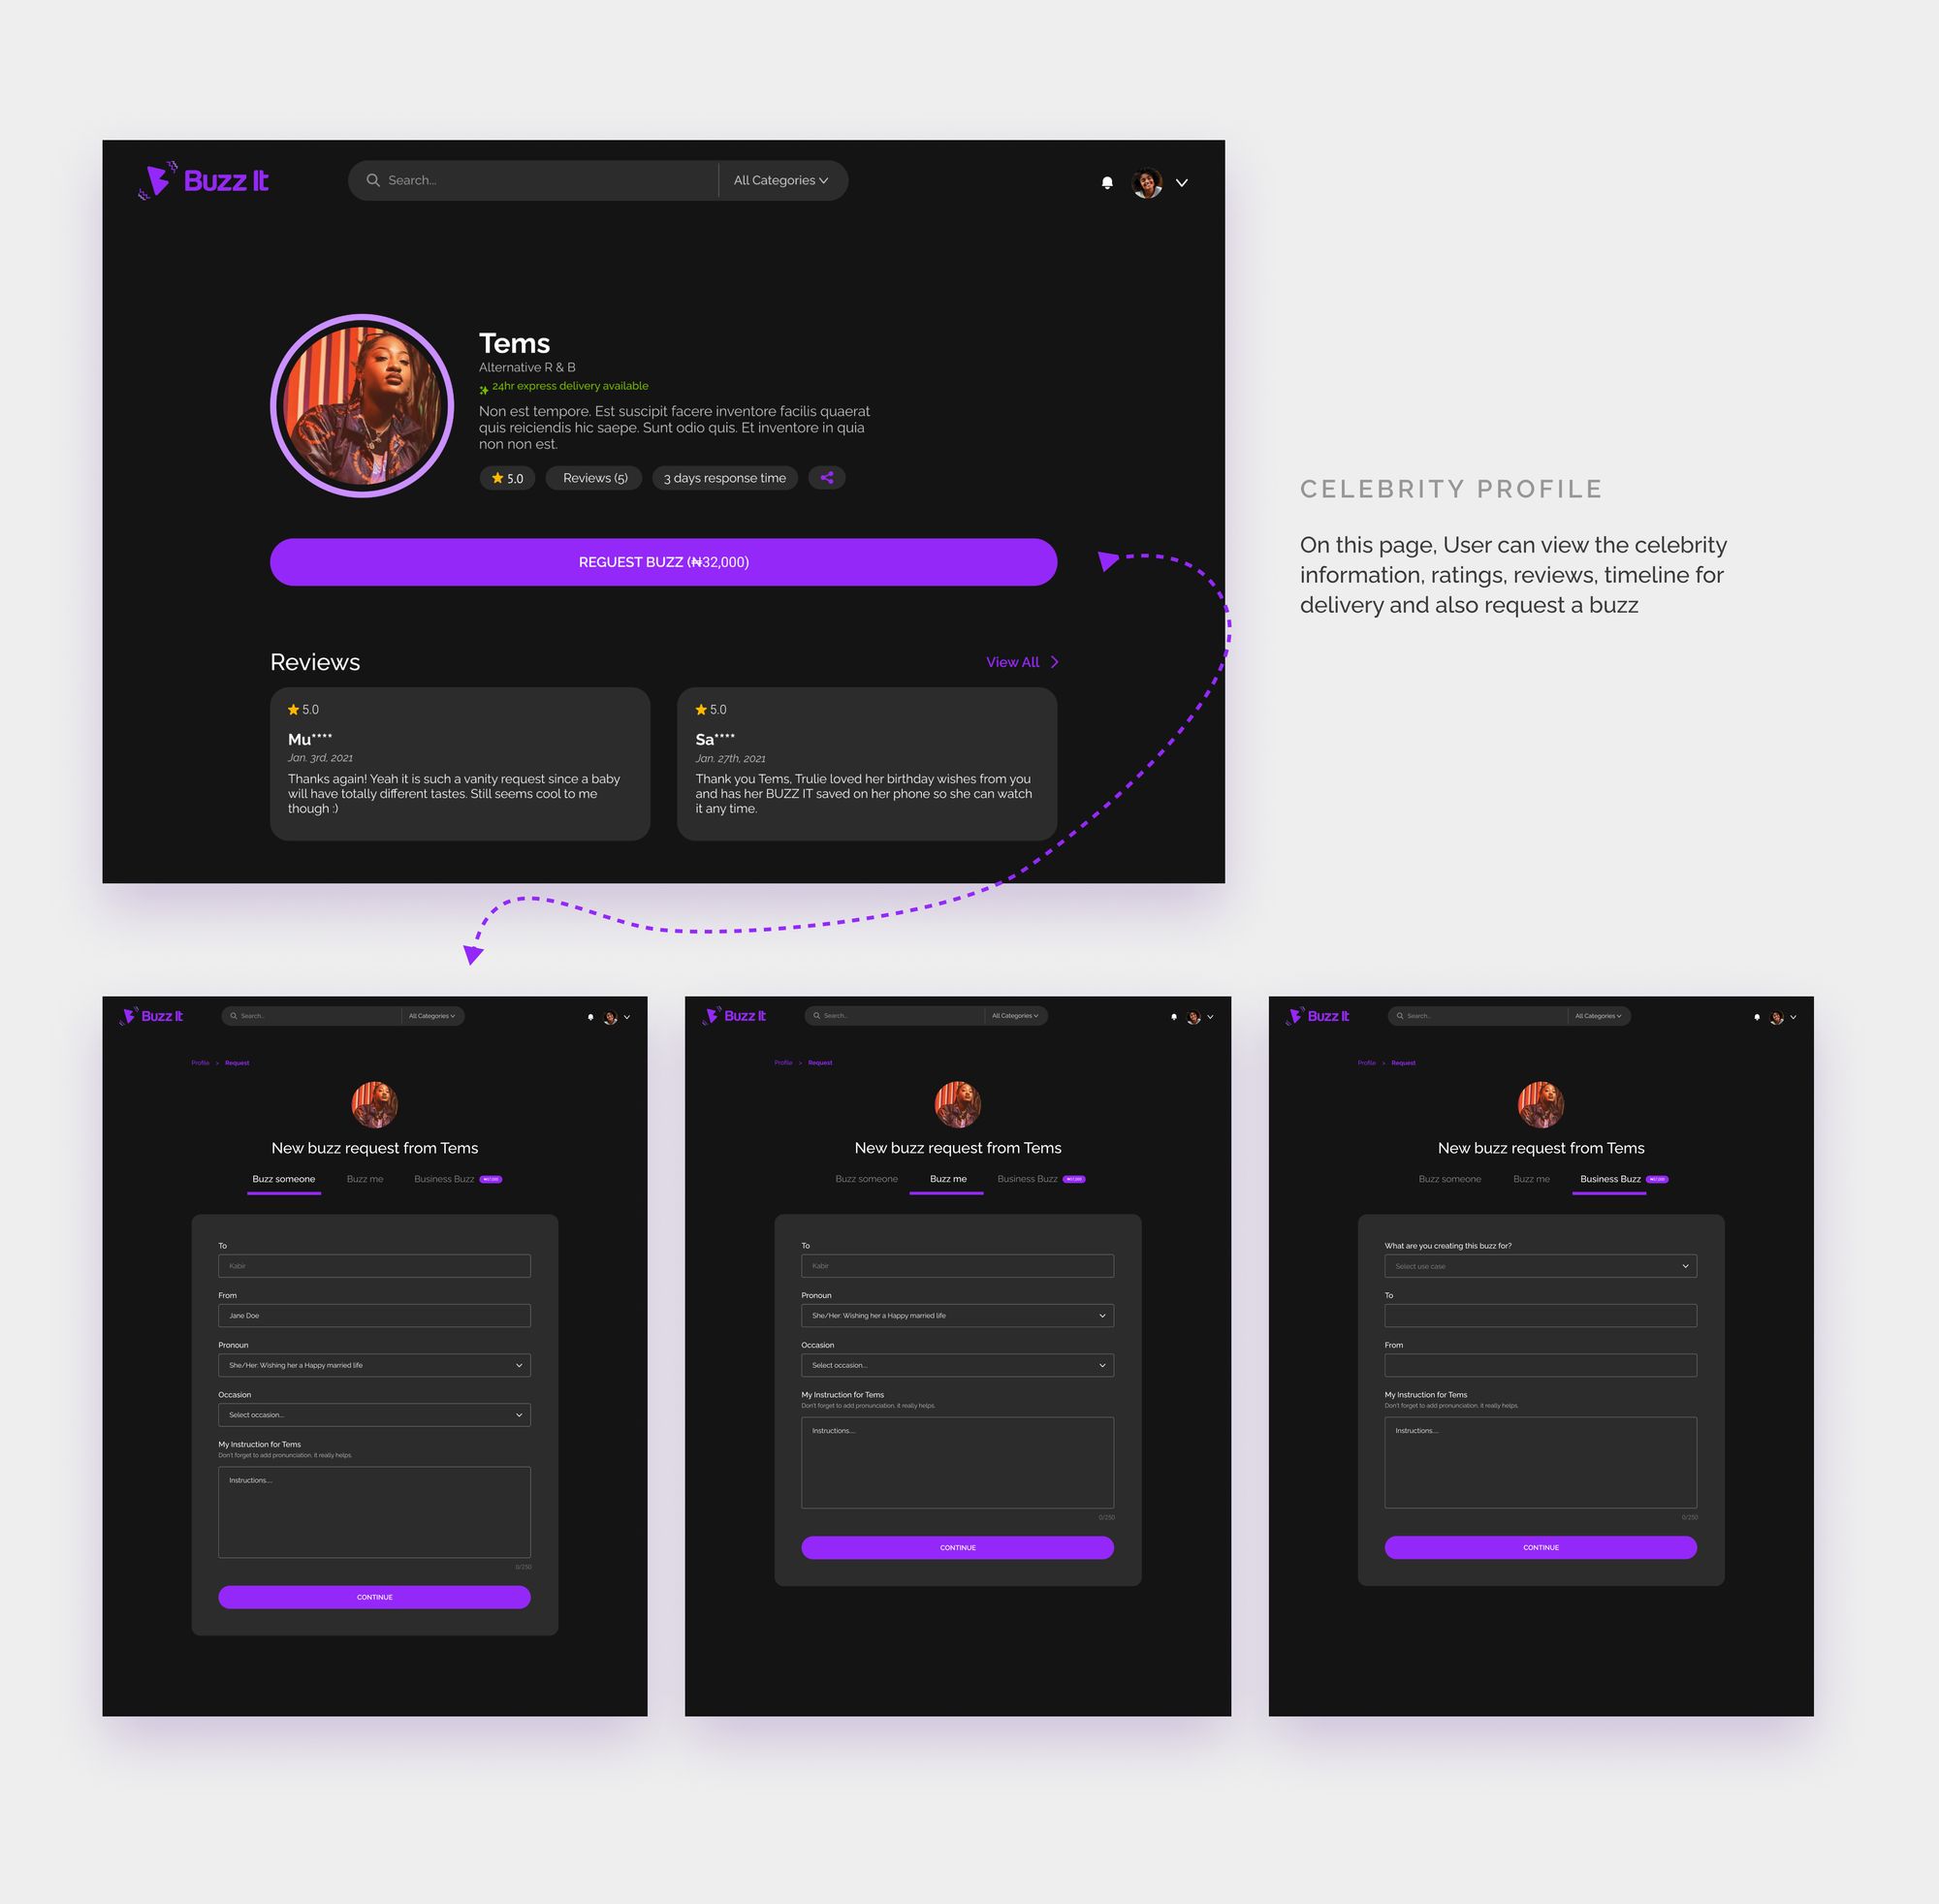 Buzz It
Search...
All Categories
Tems
Alternative R & B
24hr express delivery available
Non est tempore. Est suscipit facere inventore facilis quaerat
quis reiciendis hic saepe. Sunt odio quis. Et inventore in quia
non non est.
5.0
Reviews (5)
3 days response time
REGUEST BUZZ (₦32,000)
Reviews
View All
5.0
Mu****
Jan. 3rd, 2021
Thanks again! Yeah it is such a vanity request since a baby
will have totally different tastes. Still seems cool to me
though :)
5.0
Sa****
Jan. 27th, 2021
Thank you Tems, Trulie loved her birthday wishes from you
and has her BUZZ IT saved on her phone so she can watch
it any time.
CELEBRITY PROFILE
On this page, User can view the celebrity
information, ratings, reviews, timeline for
delivery and also request a buzz
Buzz It
Search...
All Categories
Profile > Request
New buzz request from Tems
Buzz someone
Buzz me
Business Buzz
To
Kabir
From
Jane Doe
Pronoun
She/Her: Wishing her a Happy married life
Occasion
Select occasion...
My Instruction for Tems
Don't forget to add pronunciation. it really helps.
Instructions....
0/250
CONTINUE
Buzz It
Search...
All Categories
Profile > Request
New buzz request from Tems
Buzz someone
Buzz me
Business Buzz
To
Kabir
Pronoun
She/Her: Wishing her a Happy married life
Occasion
Select occasion...
My Instruction for Tems
Don't forget to add pronunciation. it really helps.
Instructions....
0/250
CONTINUE
Buzz It
Search...
All Categories
Profile > Request
New buzz request from Tems
Buzz someone
Buzz me
Business Buzz
What are you creating this buzz for?
Select use case
To
From
My Instruction for Tems
Don't forget to add pronunciation. it really helps.
Instructions....
0/250
CONTINUE